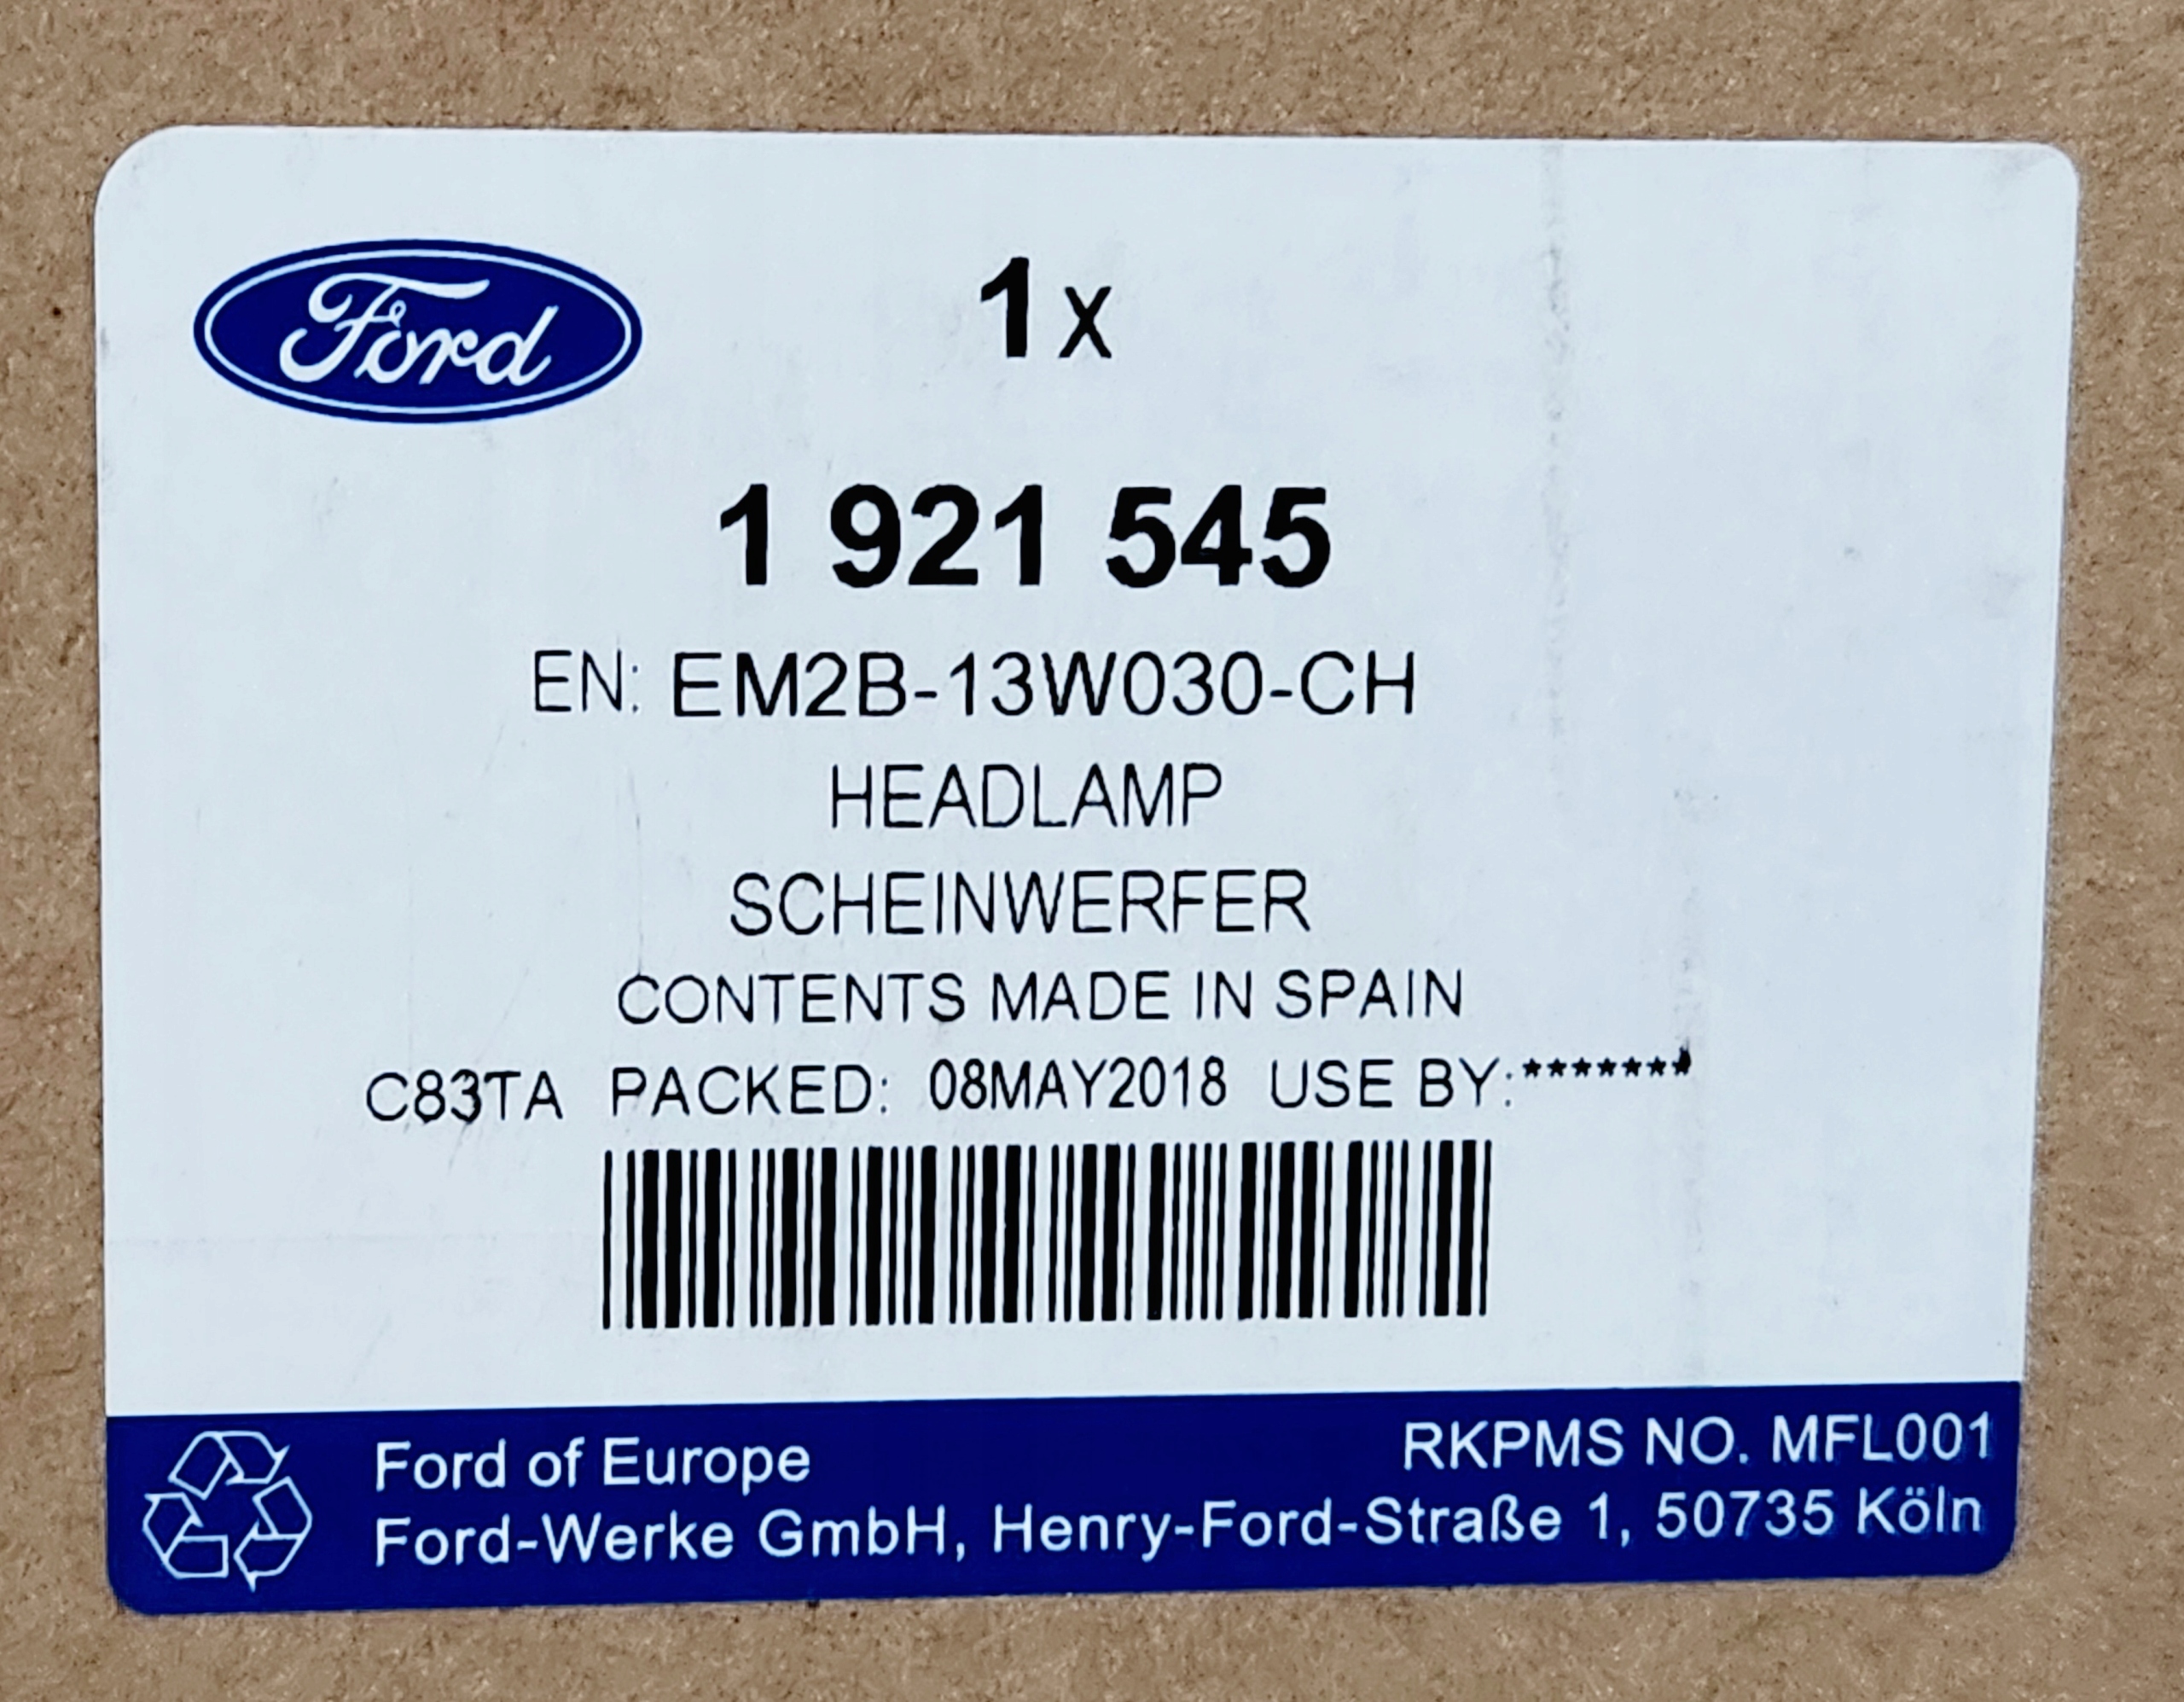 Ford
1 x
1 921 545
EN: EM2B-13W030-CH
HEADLAMP
SCHEINWERFER
CONTENTS MADE IN SPAIN
C83TA PACKED: 08MAY2018 USE BY:*******
Ford of Europe
RKPMS NO. MFL001
Ford-Werke GmbH, Henry-Ford-Straße 1, 50735 Köln